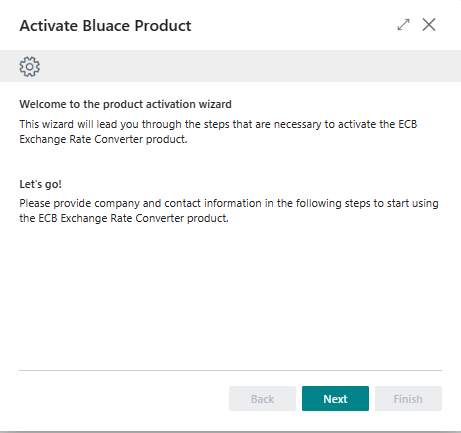 Activate Bluace Product
Welcome to the product activation wizard
This wizard will lead you through the steps that are necessary to activate the ECB
Exchange Rate Converter product.
Let's go!
Please provide company and contact information in the following steps to start using
the ECB Exchange Rate Converter product.
Back Next Finish